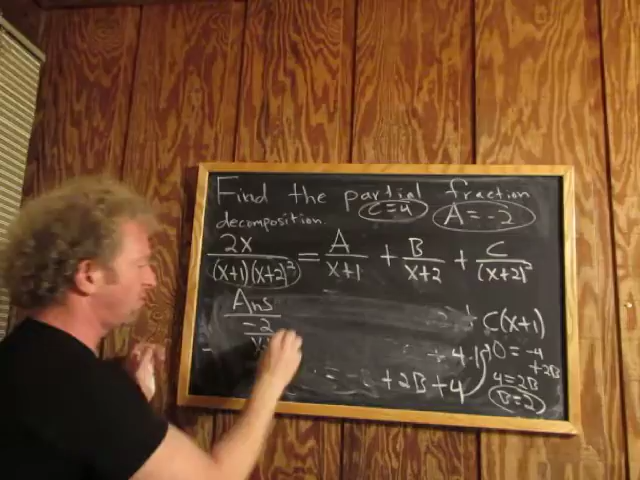 Find the partial fraction
decomposition. C=4 A=-2
2x/((x+1)(x+2)²) = A/(x+1) + B/(x+2) + C/(x+2)²
Ans
-2
C(x+1)
0=-4
+2B
4=2B
B=2
+2B+4